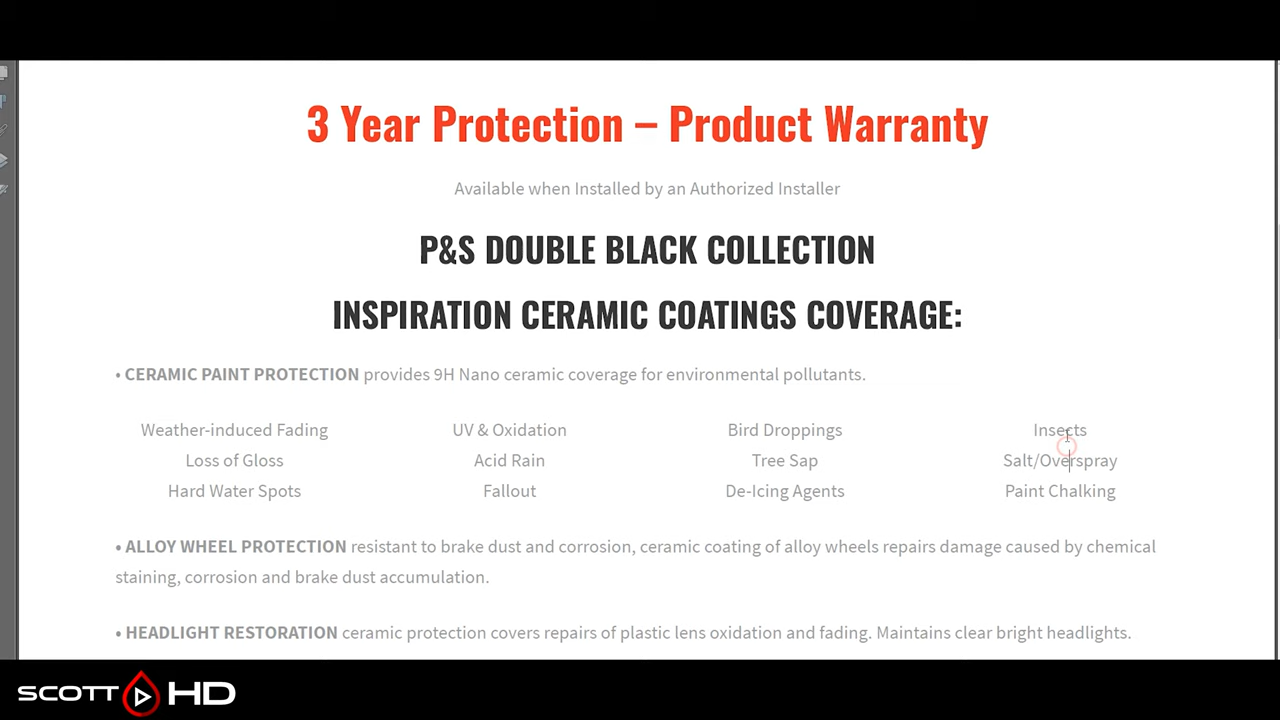 3 Year Protection – Product Warranty
Available when Installed by an Authorized Installer
P&S DOUBLE BLACK COLLECTION
INSPIRATION CERAMIC COATINGS COVERAGE:
• CERAMIC PAINT PROTECTION provides 9H Nano ceramic coverage for environmental pollutants.
Weather-induced Fading UV & Oxidation Bird Droppings Insects
Loss of Gloss Acid Rain Tree Sap Salt/Overspray
Hard Water Spots Fallout De-Icing Agents Paint Chalking
• ALLOY WHEEL PROTECTION resistant to brake dust and corrosion, ceramic coating of alloy wheels repairs damage caused by chemical
staining, corrosion and brake dust accumulation.
• HEADLIGHT RESTORATION ceramic protection covers repairs of plastic lens oxidation and fading. Maintains clear bright headlights.
SCOTT HD